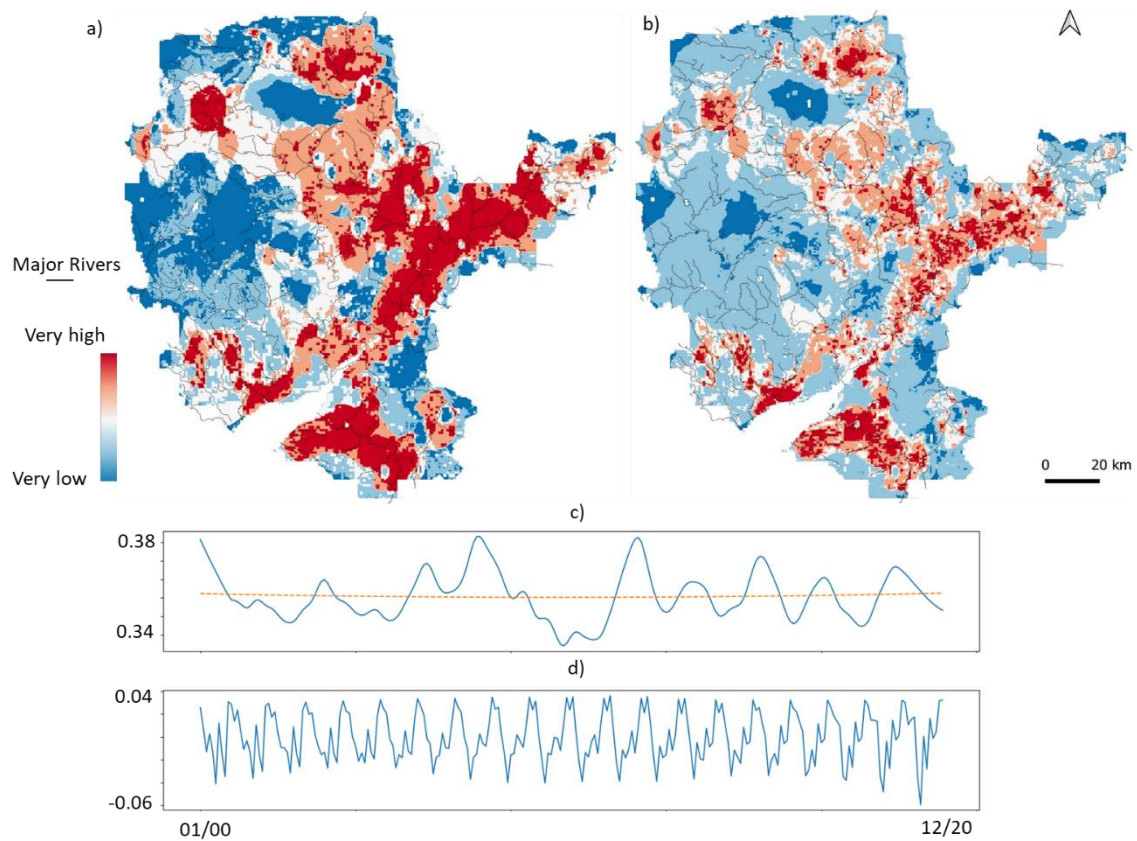 a)
b)
Major Rivers
Very high
Very low
0 20 km
c)
0.38
0.34
d)
0.04
-0.06
01/00 12/20